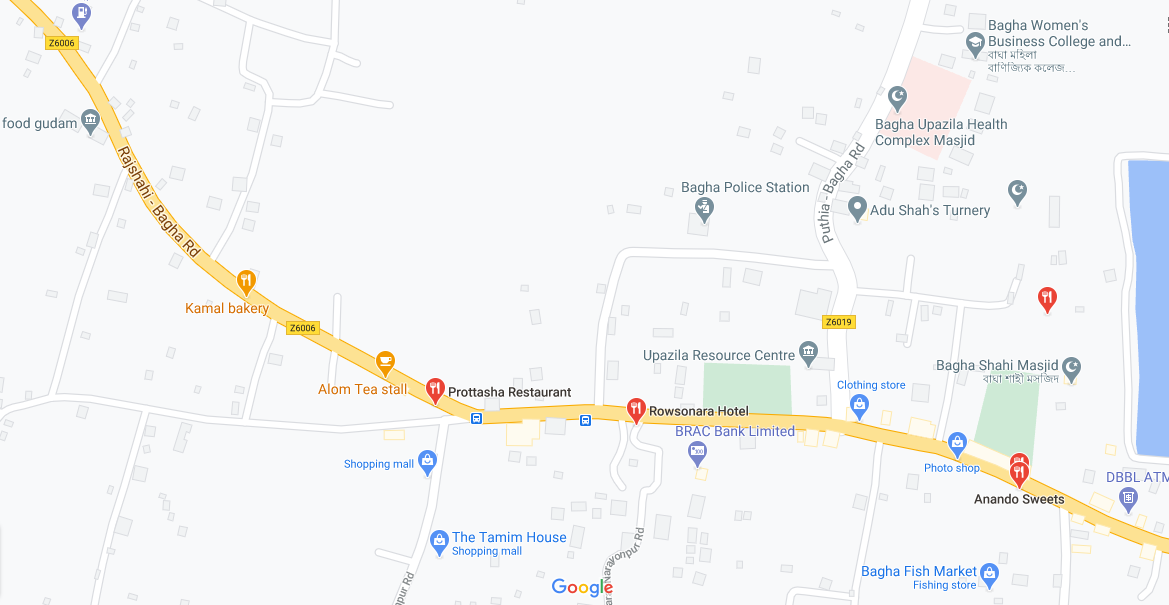 Z6006
Bagha Women's
Business College and...
বাঘা মহিলা
বাণিজ্যিক কলেজ...
food gudam
Bagha Upazila Health
Complex Masjid
Rajshahi - Bagha Rd
Puthia - Bagha Rd
Bagha Police Station
Adu Shah's Turnery
Kamal bakery
Z6006
Z6019
Upazila Resource Centre
Bagha Shahi Masjid
বাঘা শাহী মসজিদ
Alom Tea stall
Prottasha Restaurant
Clothing store
Rowsonara Hotel
BRAC Bank Limited
Shopping mall
Photo shop
DBBL ATM
Anando Sweets
The Tamim House
Shopping mall
Narayonpur Rd
pur Rd
Bagha Fish Market
Fishing store
Google